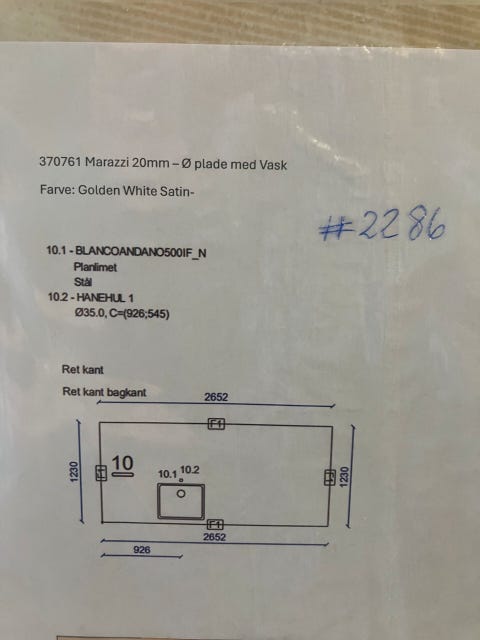 370761 Marazzi 20mm – Ø plade med Vask
Farve: Golden White Satin-
#2286
10.1 - BLANCOANDANO500IF_N
Planlimet
Stål
10.2 - HANEHUL 1
Ø35.0, C=(926;545)
Ret kant
Ret kant bagkant
2652
F1
1230
10
10.1 10.2
1230
F1
2652
926